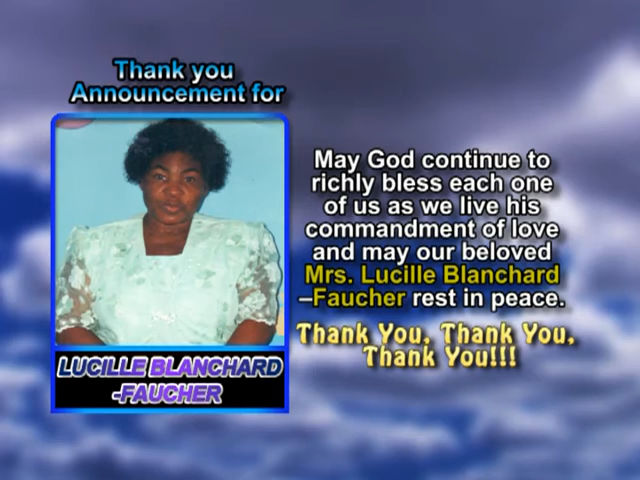 Thank you
Announcement for
LUCILLE BLANCHARD
-FAUCHER
May God continue to
richly bless each one
of us as we live his
commandment of love
and may our beloved
Mrs. Lucille Blanchard
–Faucher rest in peace.
Thank You, Thank You,
Thank You!!!